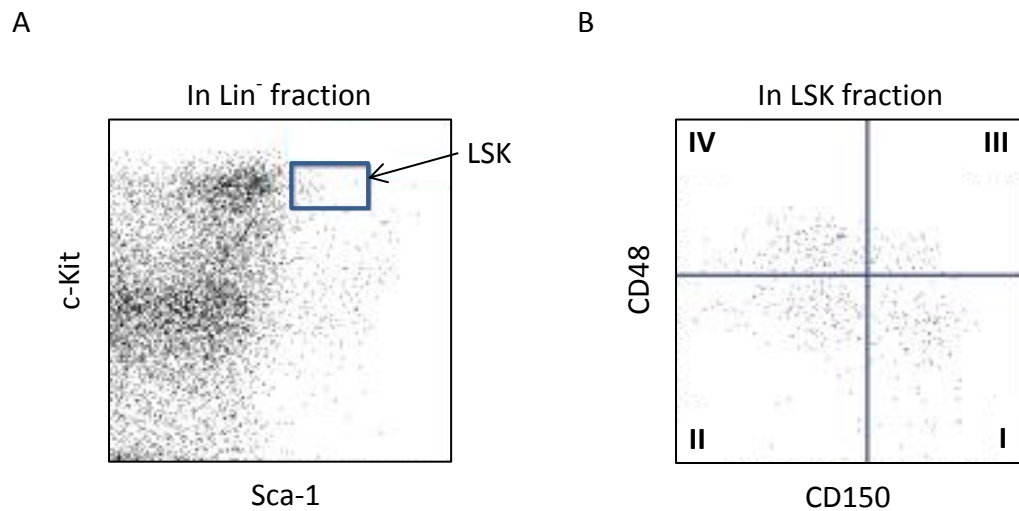 A
In Lin⁻ fraction
LSK
c-Kit
Sca-1
B
In LSK fraction
IV
III
CD48
II
I
CD150